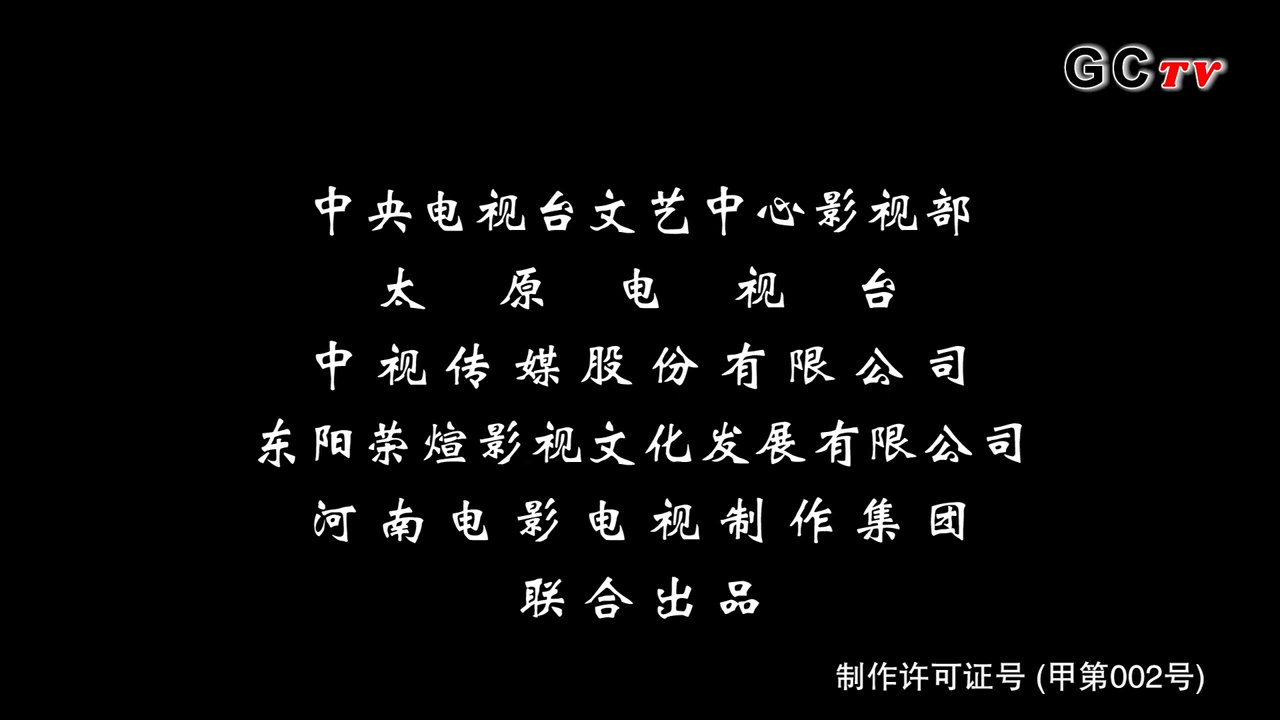 GCTV
中央电视台文艺中心影视部
太原电视台
中视传媒股份有限公司
东阳荣煊影视文化发展有限公司
河南电影电视制作集团
联合出品
制作许可证号 (甲第002号)